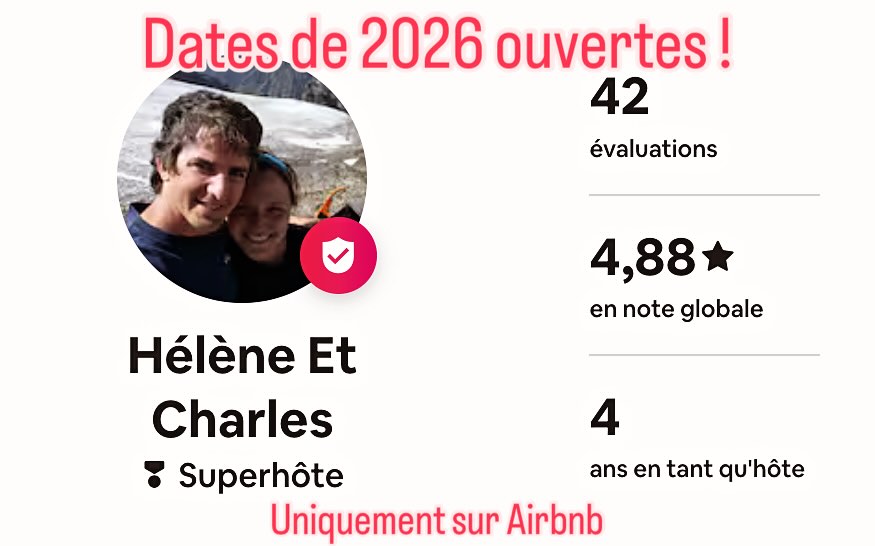 Dates de 2026 ouvertes !
42
évaluations
4,88★
en note globale
4
ans en tant qu'hôte
Hélène Et
Charles
Superhôte
Uniquement sur Airbnb